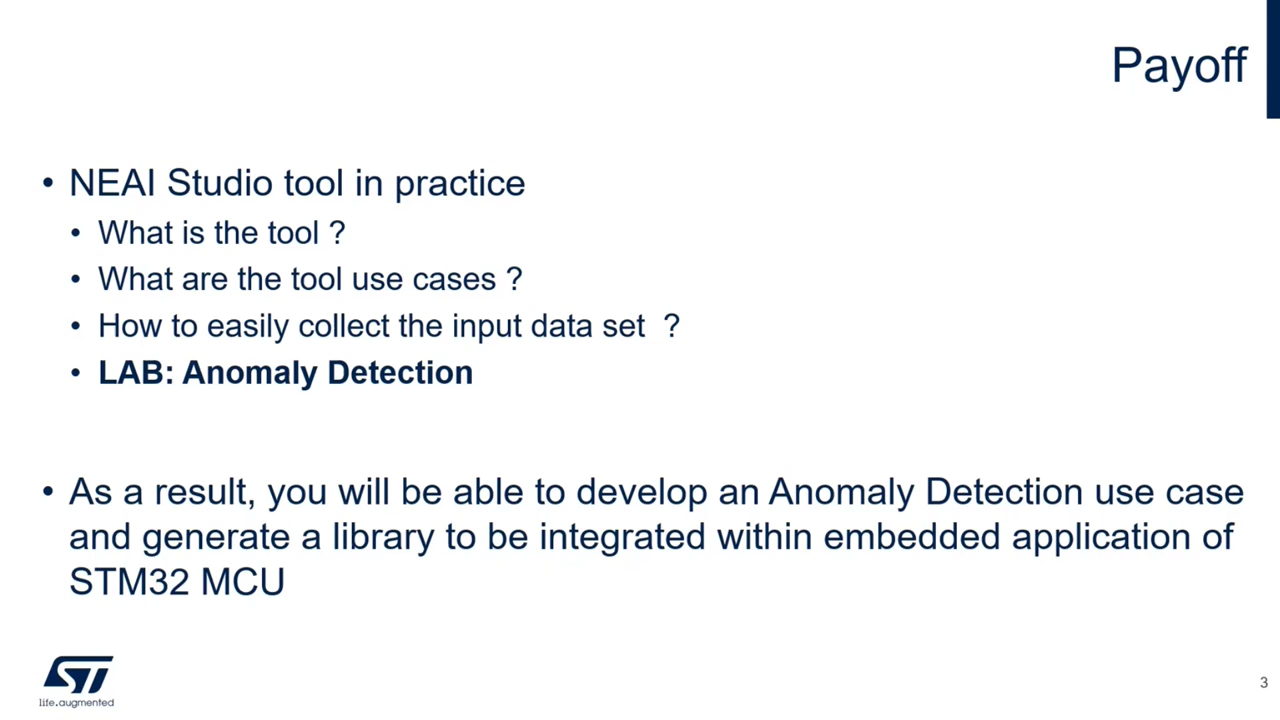 Payoff
• NEAI Studio tool in practice
• What is the tool ?
• What are the tool use cases ?
• How to easily collect the input data set  ?
• LAB: Anomaly Detection
• As a result, you will be able to develop an Anomaly Detection use case
and generate a library to be integrated within embedded application of
STM32 MCU
ST
life.augmented
3